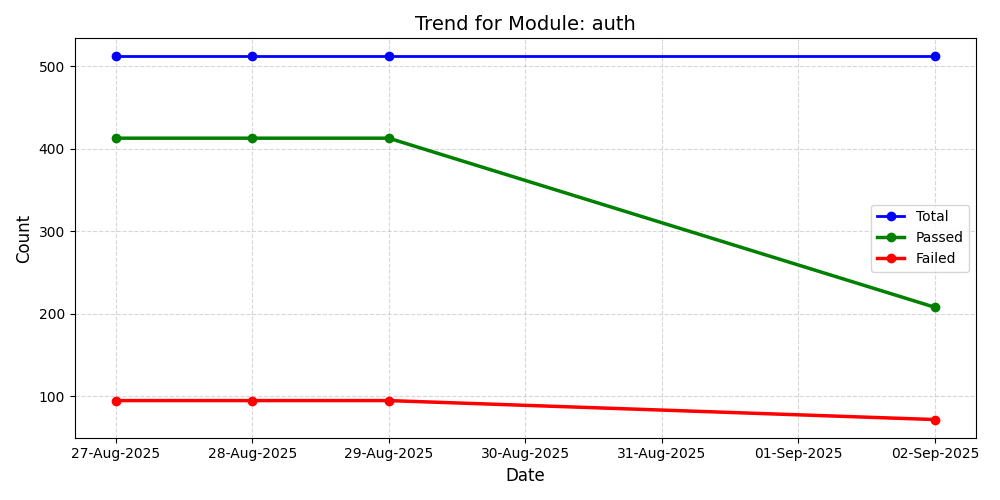 Trend for Module: auth
500
400
300
200
100
Count
Total
Passed
Failed
27-Aug-2025
28-Aug-2025
29-Aug-2025
30-Aug-2025
31-Aug-2025
01-Sep-2025
02-Sep-2025
Date